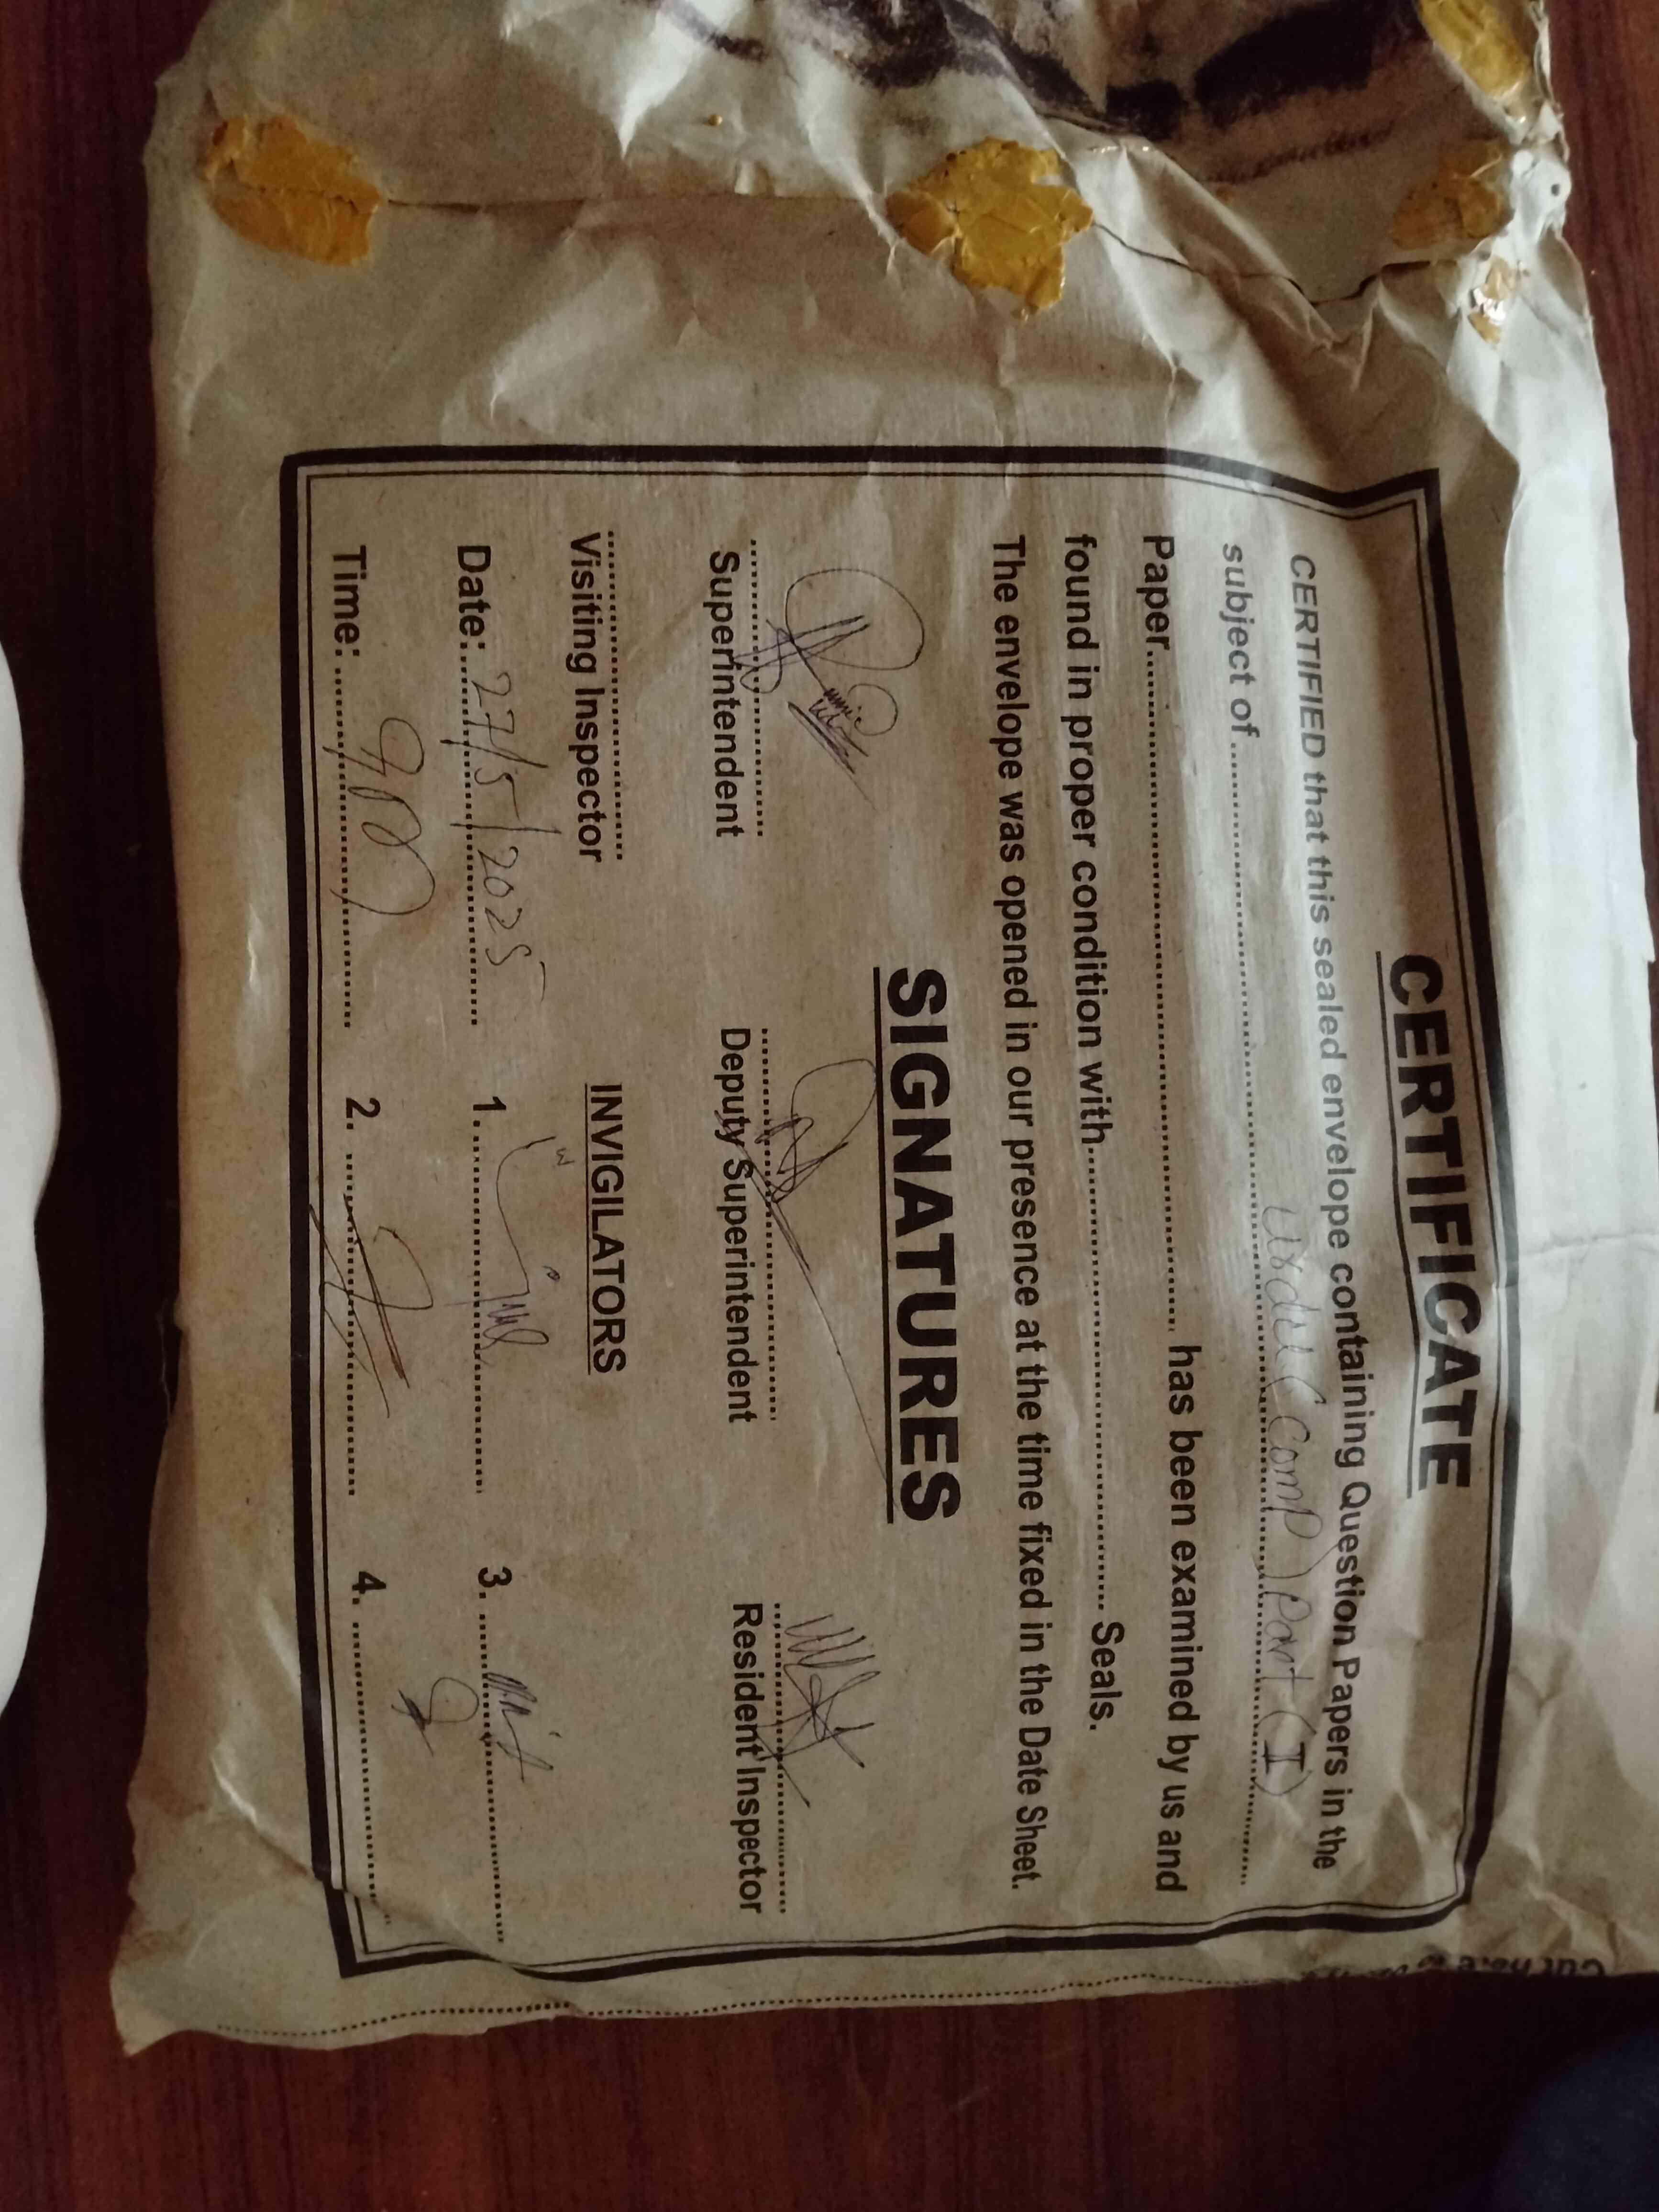 CERTIFICATE
CERTIFIED that this sealed envelope containing Question Papers in the
subject of.......... Urdu (Comp) Part (I) ..........
Paper.................... has been examined by us and
found in proper condition with.................... Seals.
The envelope was opened in our presence at the time fixed in the Date Sheet.
SIGNATURES
Superintendent Deputy Superintendent Resident Inspector
Visiting Inspector INVIGILATORS
Date: 27/5/2025 1. .......... 3. ..........
Time: .......... 2. .......... 4. ..........
Cut here